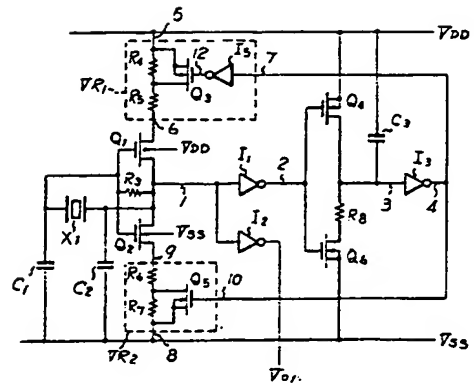 5 VDD
R4 12 I5 7
VR1 Q3
R5
6 Q4
Q1 VDD C3
I1 2 I3
R3 1 3 4
X1 I2 R8
Q2 VSS
9 Q6
C1 C2 R6 Q5 10
R7
VSS
VR2 8
Vo1.